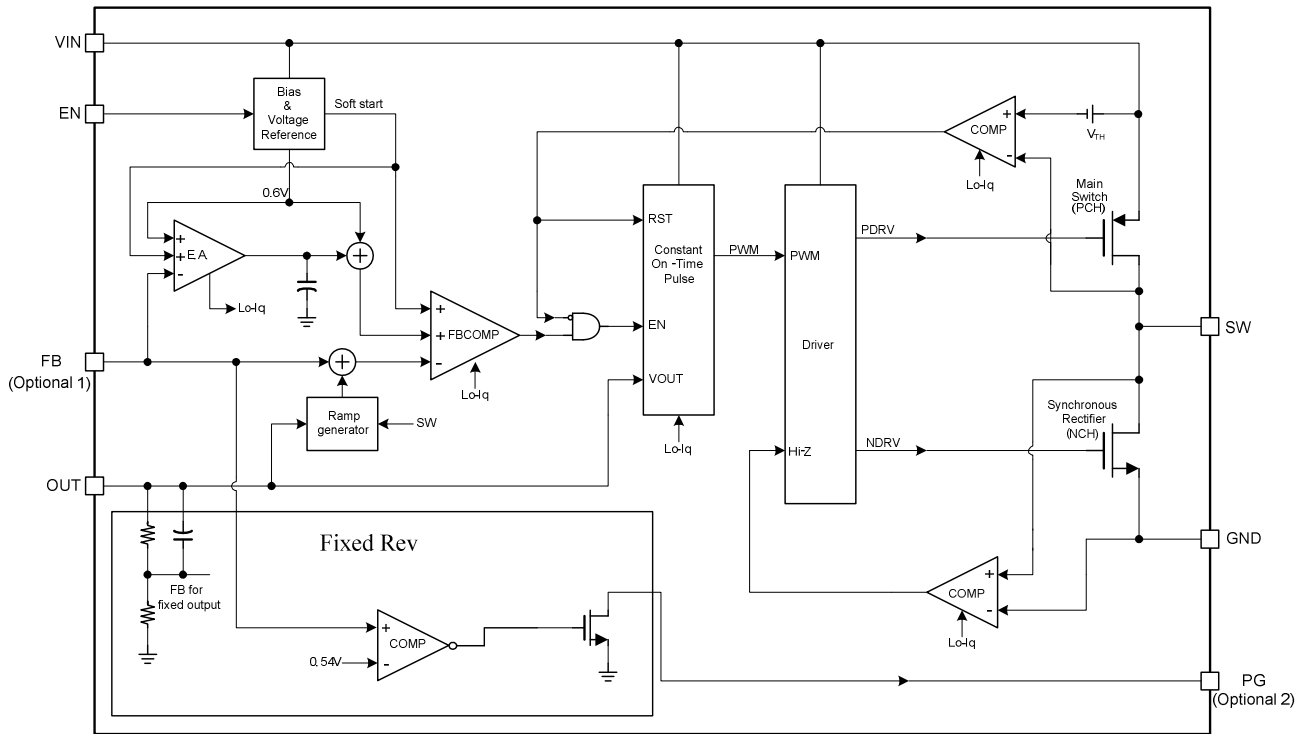 VIN
EN
Bias
&
Voltage
Reference
Soft start
0.6V
+
+
-
E.A
Lo-Iq
+
FB
(Optional 1)
+
Ramp
generator
SW
+
+
-
FBCOMP
Lo-Iq
OUT
RST
EN
VOUT
Constant
On -Time
Pulse
Lo-Iq
PWM
PWM
Hi-Z
Driver
PDRV
NDRV
+
-
COMP
Lo-Iq
VTH
Main
Switch
(PCH)
SW
Synchronous
Rectifier
(NCH)
GND
+
-
COMP
Lo-Iq
Fixed Rev
FB for
fixed output
+
-
COMP
0.54V
PG
(Optional 2)